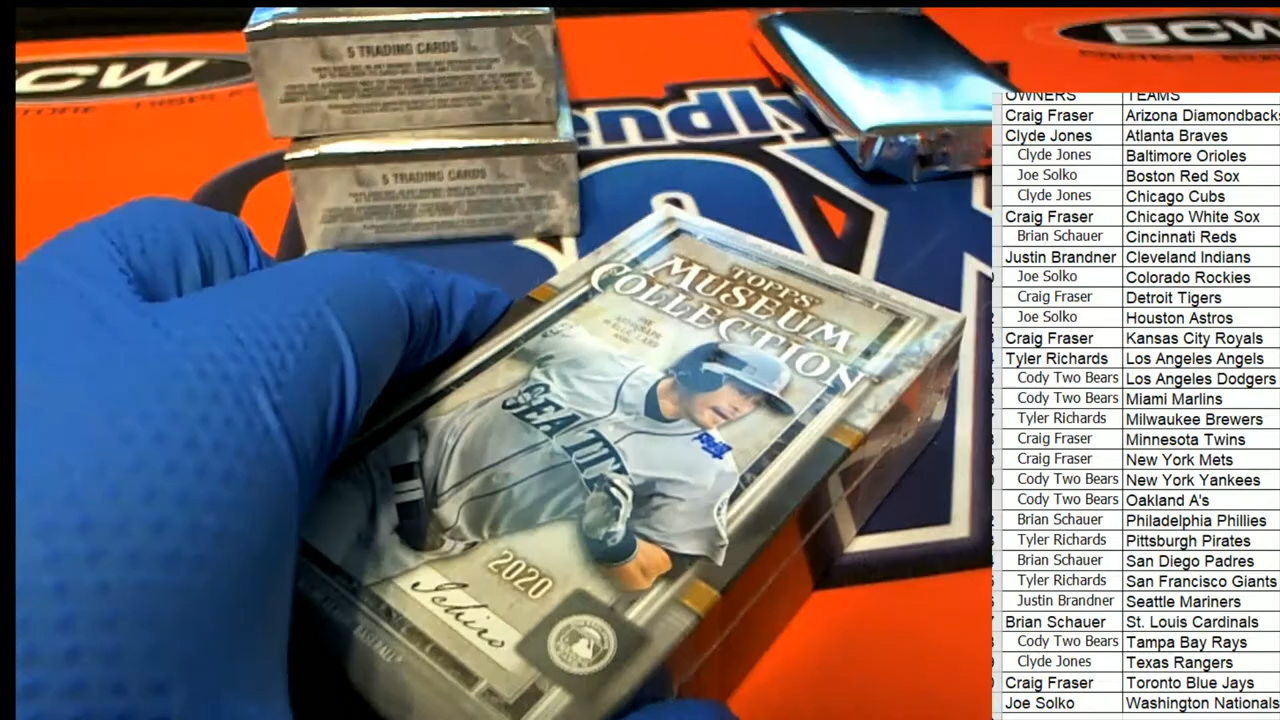 BCW
5 TRADING CARDS
5 TRADING CARDS
endly
BCW
TOPPS
MUSEUM
COLLECTION
SEATTL
2020
Ichiro
OWNERS TEAMS
Craig Fraser Arizona Diamondbacks
Clyde Jones Atlanta Braves
Clyde Jones Baltimore Orioles
Joe Solko Boston Red Sox
Clyde Jones Chicago Cubs
Craig Fraser Chicago White Sox
Brian Schauer Cincinnati Reds
Justin Brandner Cleveland Indians
Joe Solko Colorado Rockies
Craig Fraser Detroit Tigers
Joe Solko Houston Astros
Craig Fraser Kansas City Royals
Tyler Richards Los Angeles Angels
Cody Two Bears Los Angeles Dodgers
Cody Two Bears Miami Marlins
Tyler Richards Milwaukee Brewers
Craig Fraser Minnesota Twins
Craig Fraser New York Mets
Cody Two Bears New York Yankees
Cody Two Bears Oakland A's
Brian Schauer Philadelphia Phillies
Tyler Richards Pittsburgh Pirates
Brian Schauer San Diego Padres
Tyler Richards San Francisco Giants
Justin Brandner Seattle Mariners
Brian Schauer St. Louis Cardinals
Cody Two Bears Tampa Bay Rays
Clyde Jones Texas Rangers
Craig Fraser Toronto Blue Jays
Joe Solko Washington Nationals